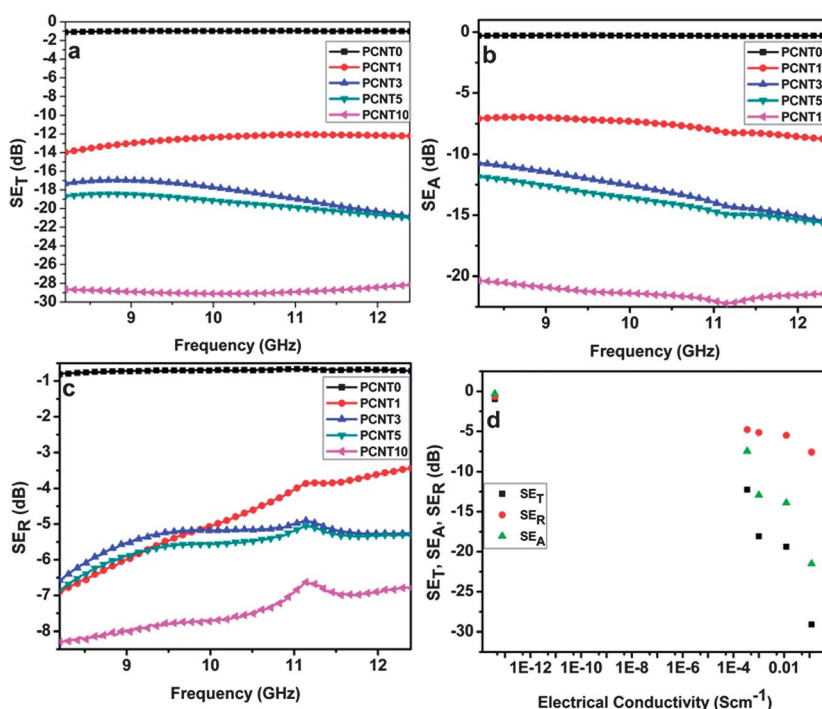 a
0
-2
-4
-6
-8
-10
-12
-14
-16
-18
-20
-22
-24
-26
-28
-30
SE_T (dB)
PCNT0
PCNT1
PCNT3
PCNT5
PCNT10
9 10 11 12
Frequency (GHz)
b
0
-5
-10
-15
-20
SE_A (dB)
PCNT0
PCNT1
PCNT3
PCNT5
PCNT1
9 10 11 12
Frequency (GHz)
c
-1
-2
-3
-4
-5
-6
-7
-8
SE_R (dB)
PCNT0
PCNT1
PCNT3
PCNT5
PCNT10
9 10 11 12
Frequency (GHz)
d
0
-5
-10
-15
-20
-25
-30
SE_T, SE_A, SE_R (dB)
SE_T
SE_R
SE_A
1E-12 1E-10 1E-8 1E-6 1E-4 0.01
Electrical Conductivity (Scm⁻¹)